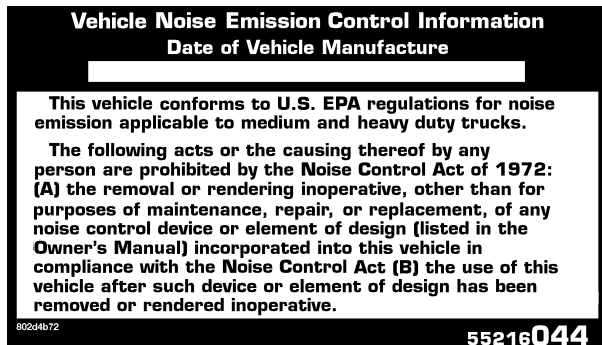 Vehicle Noise Emission Control Information
Date of Vehicle Manufacture
This vehicle conforms to U.S. EPA regulations for noise
emission applicable to medium and heavy duty trucks.
The following acts or the causing thereof by any
person are prohibited by the Noise Control Act of 1972:
(A) the removal or rendering inoperative, other than for
purposes of maintenance, repair, or replacement, of any
noise control device or element of design (listed in the
Owner's Manual) incorporated into this vehicle in
compliance with the Noise Control Act (B) the use of this
vehicle after such device or element of design has been
removed or rendered inoperative.
802d4b72
55216044